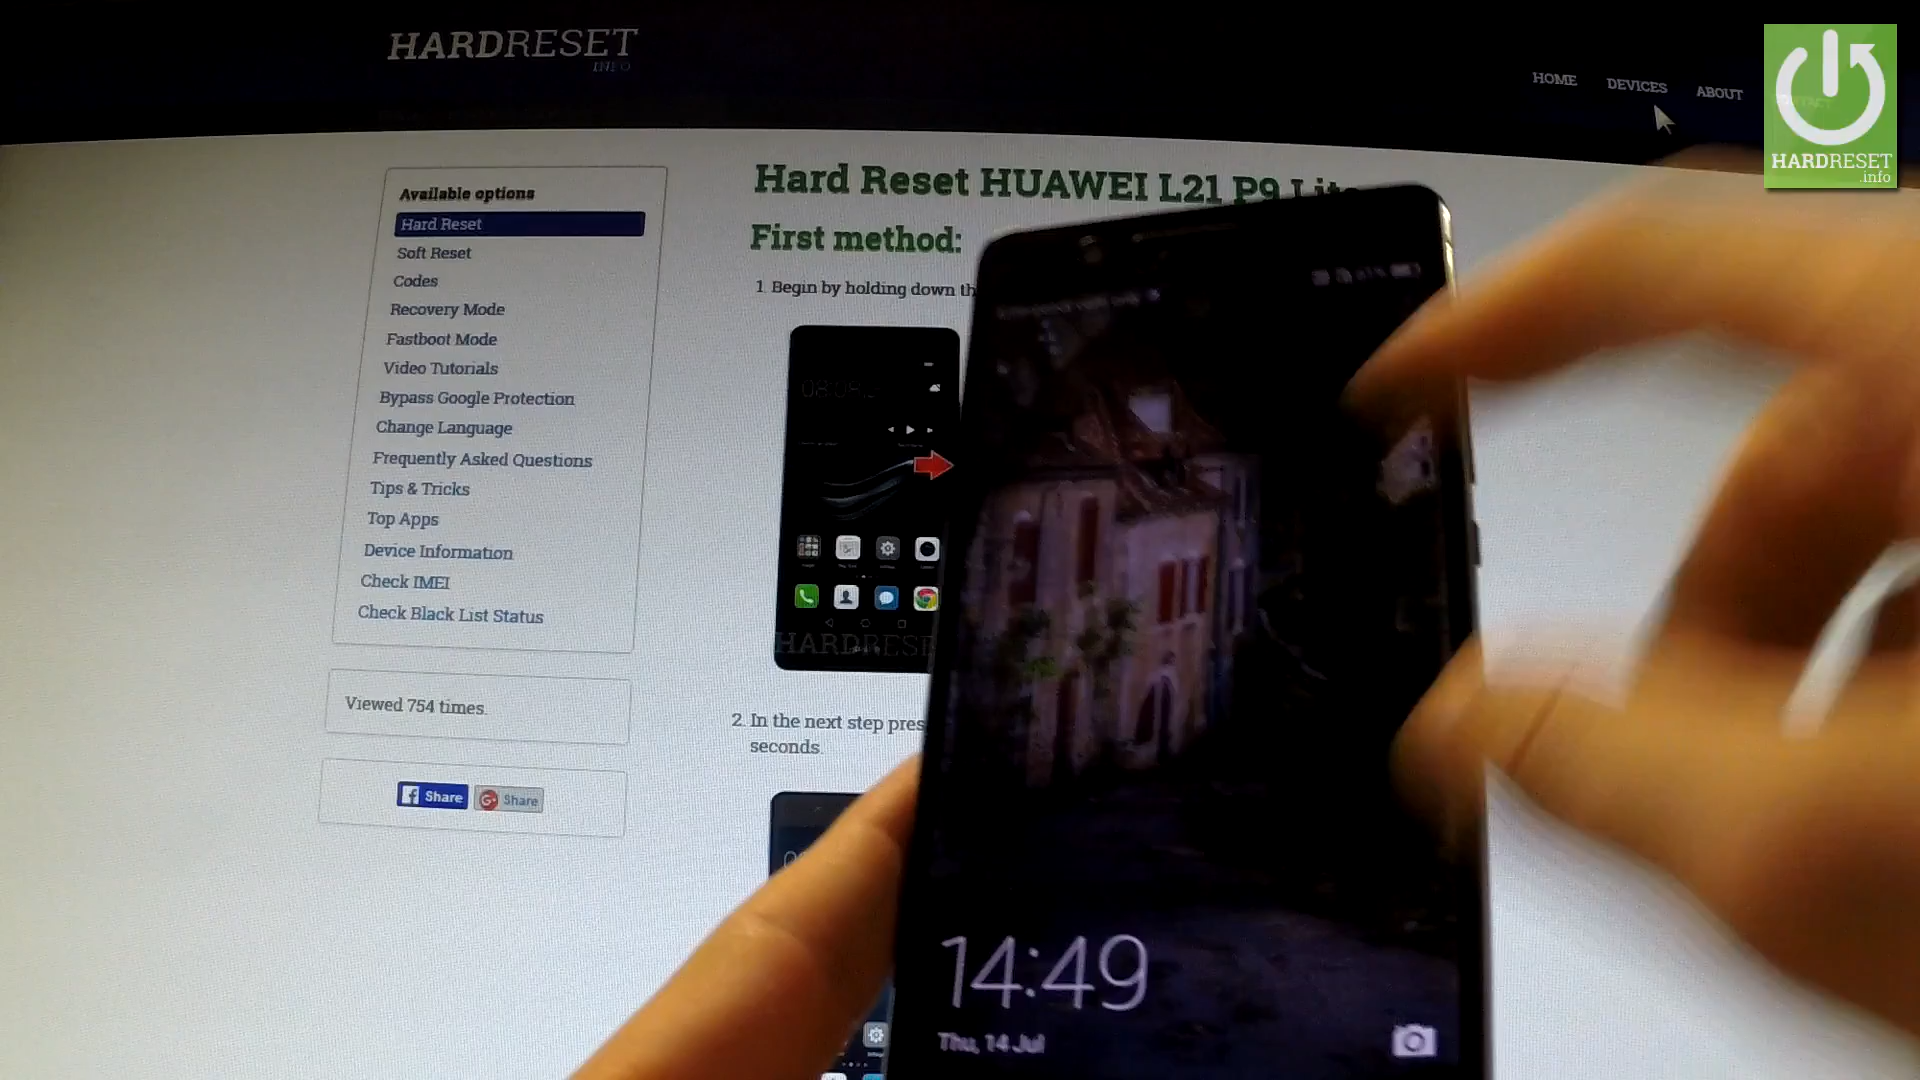 HARDRESET
INFO
HOME DEVICES ABOUT
HARDRESET
.info
Available options
Hard Reset
Soft Reset
Codes
Recovery Mode
Fastboot Mode
Video Tutorials
Bypass Google Protection
Change Language
Frequently Asked Questions
Tips & Tricks
Top Apps
Device Information
Check IMEI
Check Black List Status
Viewed 754 times.
Share Share
Hard Reset HUAWEI L21 P9 Lite
First method:
1. Begin by holding down th
HARDRESET
2. In the next step pres
seconds.
14:49
Thu, 14 Jul